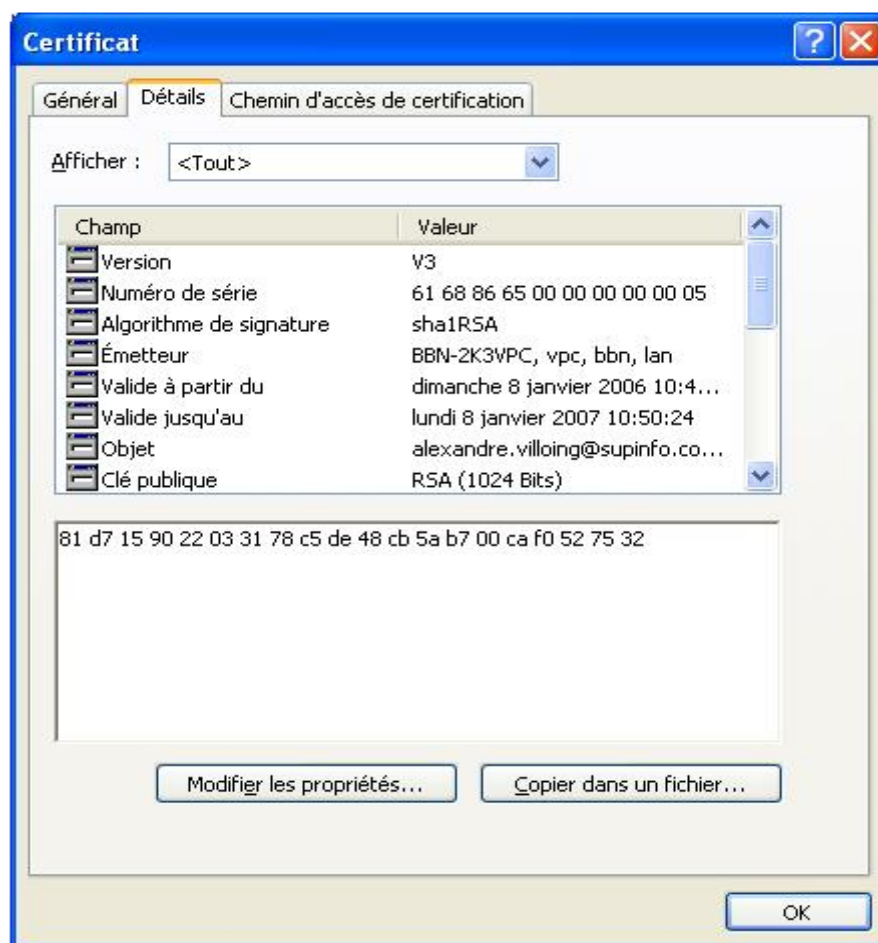 Certificat
Général Détails Chemin d'accès de certification
Afficher : <Tout>
Champ Valeur
Version V3
Numéro de série 61 68 86 65 00 00 00 00 00 05
Algorithme de signature sha1RSA
Émetteur BBN-2K3VPC, vpc, bbn, lan
Valide à partir du dimanche 8 janvier 2006 10:4...
Valide jusqu'au lundi 8 janvier 2007 10:50:24
Objet alexandre.villoing@supinfo.co...
Clé publique RSA (1024 Bits)
81 d7 15 90 22 03 31 78 c5 de 48 cb 5a b7 00 ca f0 52 75 32
Modifier les propriétés... Copier dans un fichier...
OK